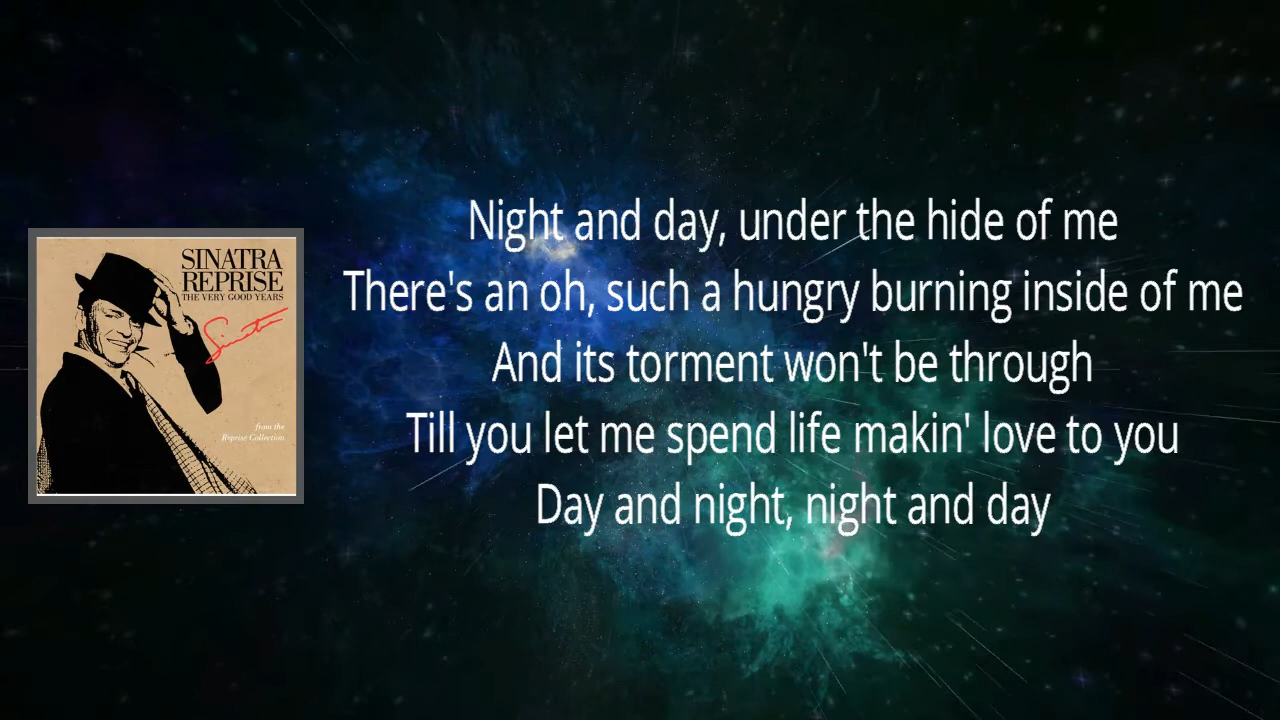 SINATRA
REPRISE
THE VERY GOOD YEARS
Sinatra
from the
Reprise Collection
Night and day, under the hide of me
There's an oh, such a hungry burning inside of me
And its torment won't be through
Till you let me spend life makin' love to you
Day and night, night and day